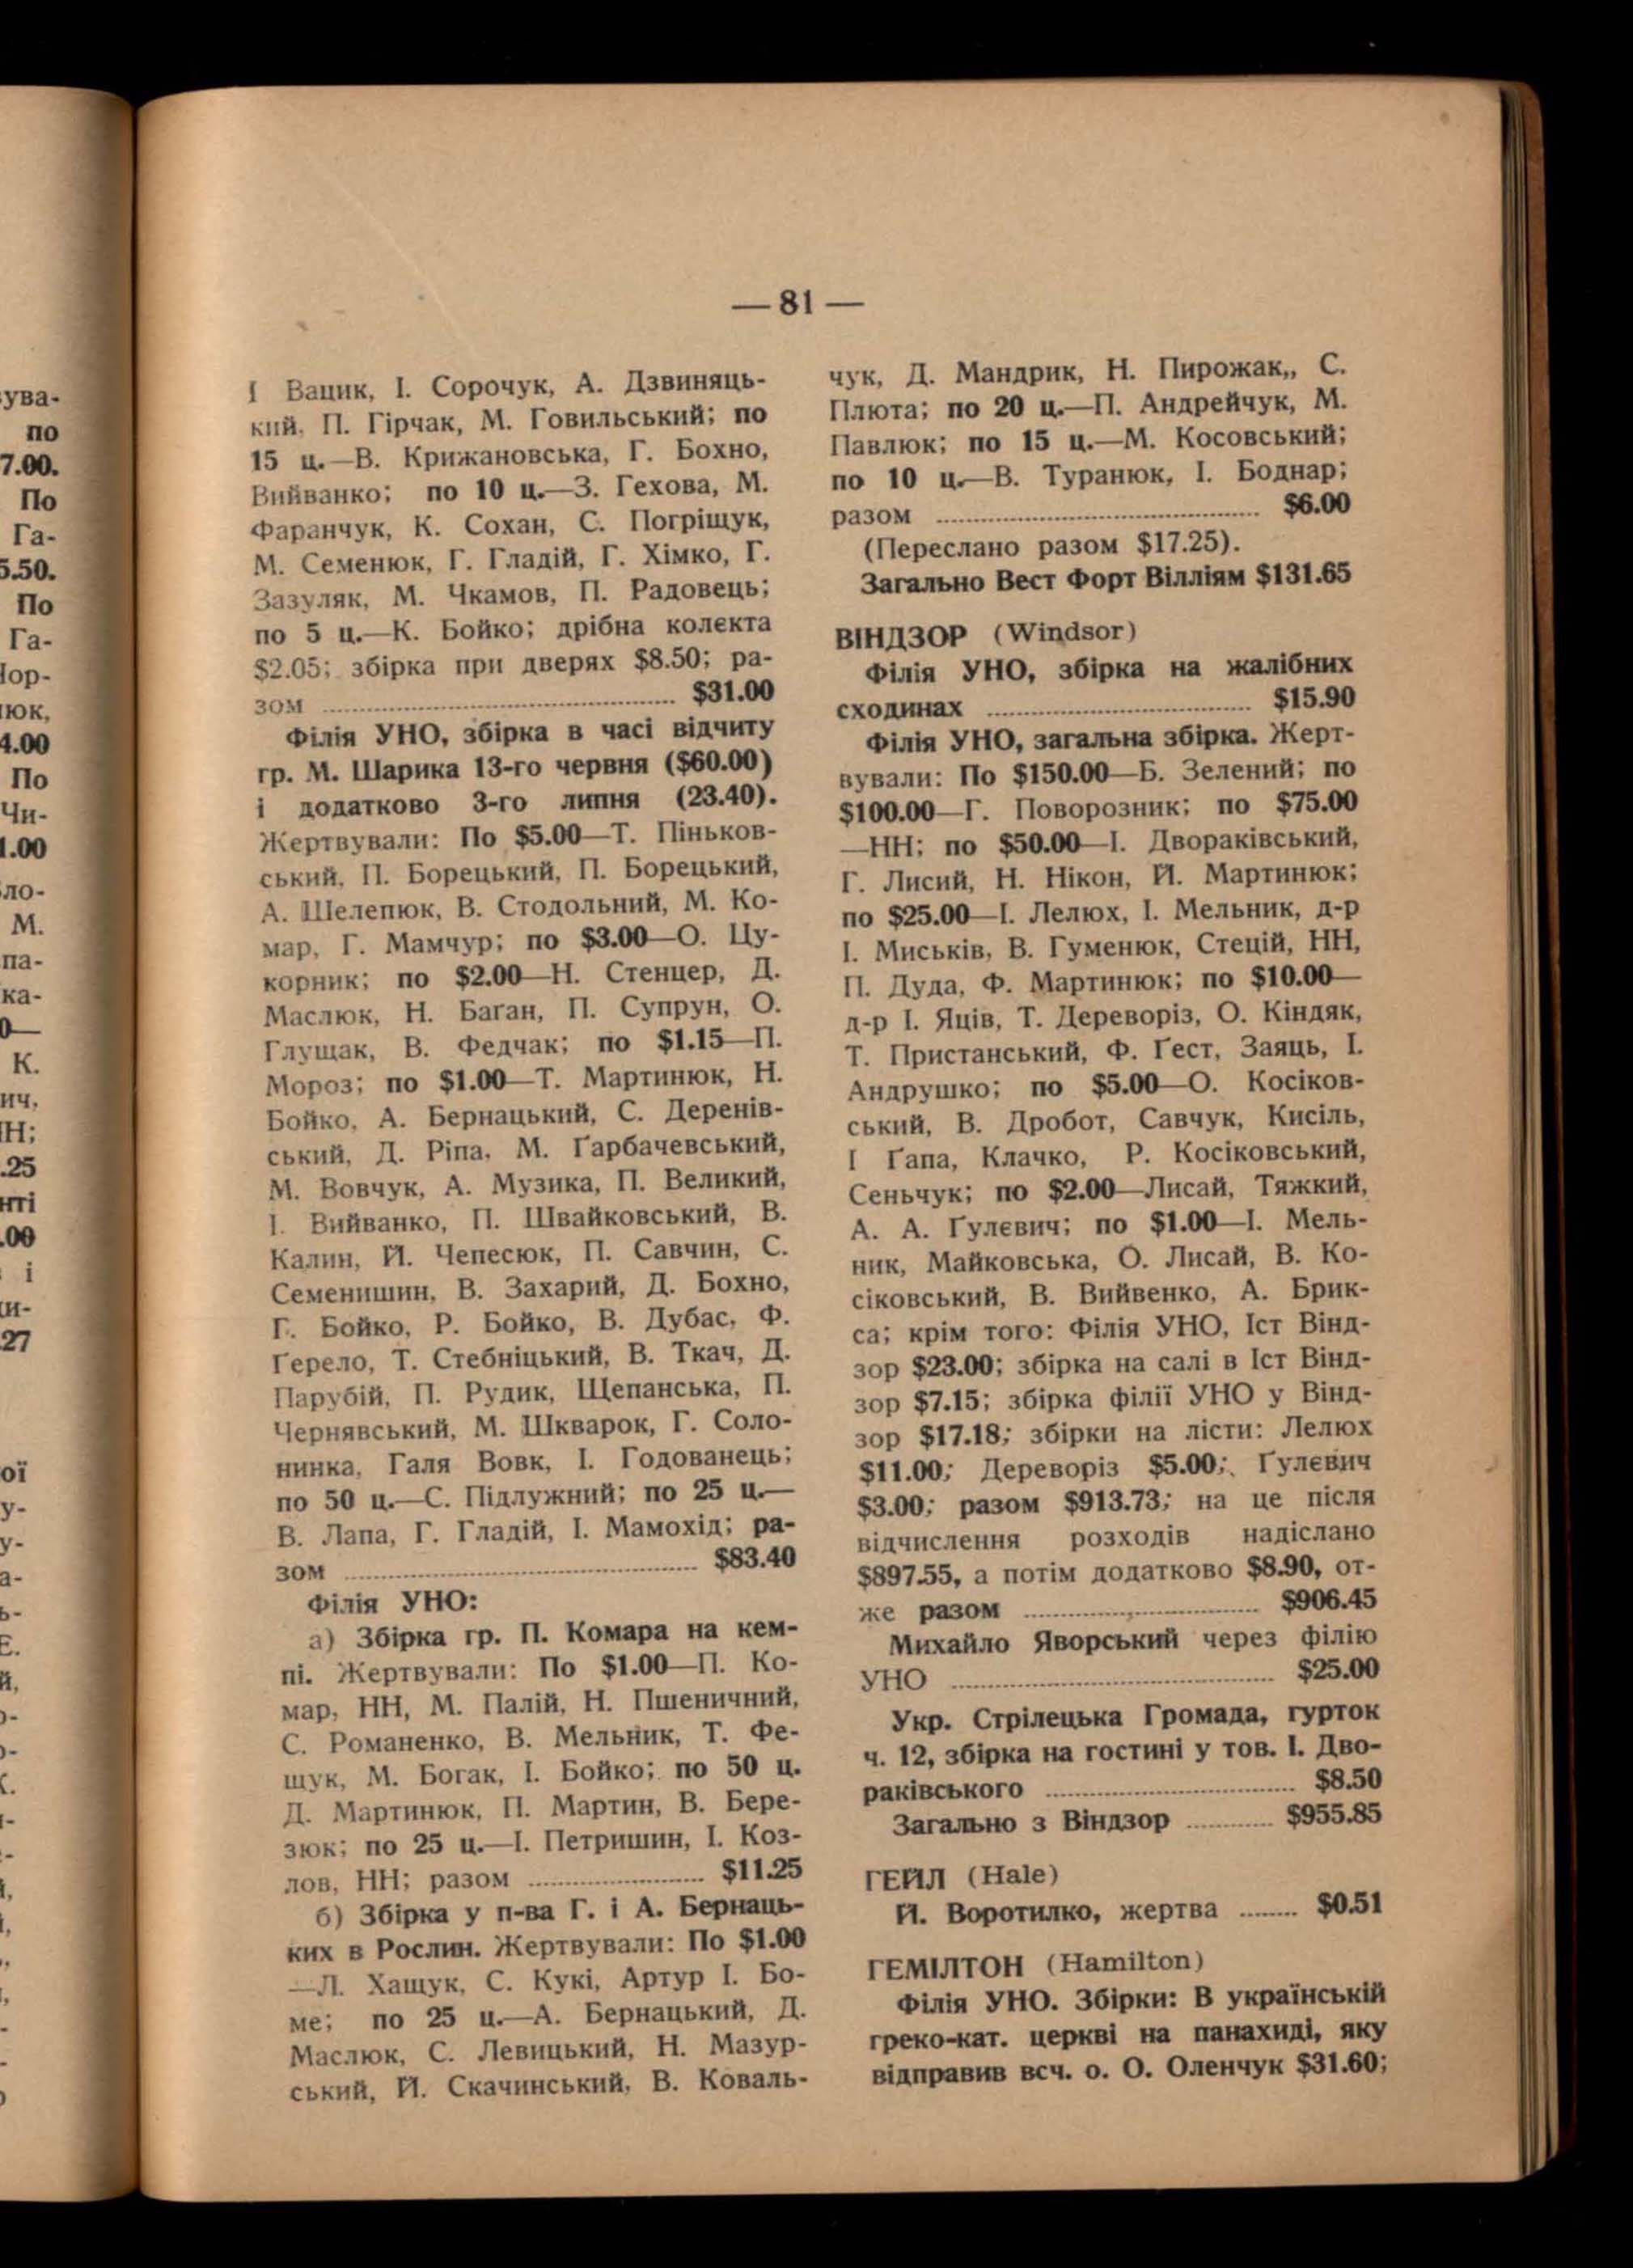 —81—
І Вацик, І. Сорочук, А. Дзвиняць-
кий, П. Гірчак, М. Говильський; по
15 ц.—В. Крижановська, Г. Бохно,
Вийванко; по 10 ц.—З. Гехова, М.
Фаранчук, К. Сохан, С. Погріщук,
М. Семенюк, Г. Гладій, Г. Хімко, Г.
Зазуляк, М. Чкамов, П. Радовець;
по 5 ц.—К. Бойко; дрібна колєкта
$2.05; збірка при дверях $8.50; ра-
зом ........ $31.00
Філія УНО, збірка в часі відчиту
гр. М. Шарика 13-го червня ($60.00)
і додатково 3-го липня (23.40).
Жертвували: По $5.00—Т. Піньков-
ський, П. Борецький, П. Борецький,
А. Шелепюк, В. Стодольний, М. Ко-
мар, Г. Мамчур; по $3.00—О. Цу-
корник; по $2.00—Н. Стенцер, Д.
Маслюк, Н. Баґан, П. Супрун, О.
Глущак, В. Федчак; по $1.15—П.
Мороз; по $1.00—Т. Мартинюк, Н.
Бойко, А. Бернацький, С. Деренів-
ський, Д. Ріпа, М. Ґарбачевський,
М. Вовчук, А. Музика, П. Великий,
І. Вийванко, П. Швайковський, В.
Калин, Й. Чепесюк, П. Савчин, С.
Семенишин, В. Захарий, Д. Бохно,
Г. Бойко, Р. Бойко, В. Дубас, Ф.
Ґерело, Т. Стебніцький, В. Ткач, Д.
Парубій, П. Рудик, Щепанська, П.
Чернявський, М. Шкварок, Г. Соло-
нинка, Галя Вовк, І. Годованець;
по 50 ц.—С. Підлужний; по 25 ц.—
В. Лапа, Г. Гладій, І. Мамохід; ра-
зом ........ $83.40
Філія УНО:
а) Збірка гр. П. Комара на кем-
пі. Жертвували: По $1.00—П. Ко-
мар, НН, М. Палій, Н. Пшеничний,
С. Романенко, В. Мельник, Т. Фе-
щук, М. Богак, І. Бойко; по 50 ц.
Д. Мартинюк, П. Мартин, В. Бере-
зюк; по 25 ц.—І. Петришин, І. Коз-
лов, НН; разом ........ $11.25
б) Збірка у п-ва Г. і А. Бернаць-
ких в Рослин. Жертвували: По $1.00
—Л. Хащук, С. Кукі, Артур І. Бо-
ме; по 25 ц.—А. Бернацький, Д.
Маслюк, С. Левицький, Н. Мазур-
ський, Й. Скачинський, В. Коваль-
чук, Д. Мандрик, Н. Пирожак,, С.
Плюта; по 20 ц.—П. Андрейчук, М.
Павлюк; по 15 ц.—М. Косовський;
по 10 ц.—В. Туранюк, І. Боднар;
разом ........ $6.00
(Переслано разом $17.25).
Загально Вест Форт Вілліям $131.65
ВІНДЗОР (Windsor)
Філія УНО, збірка на жалібних
сходинах ........ $15.90
Філія УНО, загальна збірка. Жерт-
вували: По $150.00—Б. Зелений; по
$100.00—Г. Поворозник; по $75.00
—НН; по $50.00—І. Двораківський,
Г. Лисий, Н. Нікон, Й. Мартинюк;
по $25.00—І. Лелюх, І. Мельник, д-р
І. Миськів, В. Гуменюк, Стецій, НН,
П. Дуда, Ф. Мартинюк; по $10.00—
д-р І. Яців, Т. Дереворіз, О. Кіндяк,
Т. Пристанський, Ф. Ґест, Заяць, І.
Андрушко; по $5.00—О. Косіков-
ський, В. Дробот, Савчук, Кисіль,
І Ґапа, Клачко, Р. Косіковський,
Сеньчук; по $2.00—Лисай, Тяжкий,
А. А. Ґулєвич; по $1.00—І. Мель-
ник, Майковська, О. Лисай, В. Ко-
сіковський, В. Вийвенко, А. Брик-
са; крім того: Філія УНО, Іст Вінд-
зор $23.00; збірка на салі в Іст Вінд-
зор $7.15; збірка філії УНО у Вінд-
зор $17.18; збірки на лісти: Лелюх
$11.00; Дереворіз $5.00; Ґулєвич
$3.00; разом $913.73; на це після
відчислення розходів надіслано
$897.55, а потім додатково $8.90, от-
же разом ........ $906.45
Михайло Яворський через філію
УНО ........ $25.00
Укр. Стрілецька Громада, гурток
ч. 12, збірка на гостині у тов. І. Дво-
раківського ........ $8.50
Загально з Віндзор ........ $955.85
ГЕЙЛ (Hale)
Й. Воротилко, жертва ........ $0.51
ГЕМІЛТОН (Hamilton)
Філія УНО. Збірки: В українській
греко-кат. церкві на панахиді, яку
відправив всч. о. О. Оленчук $31.60;